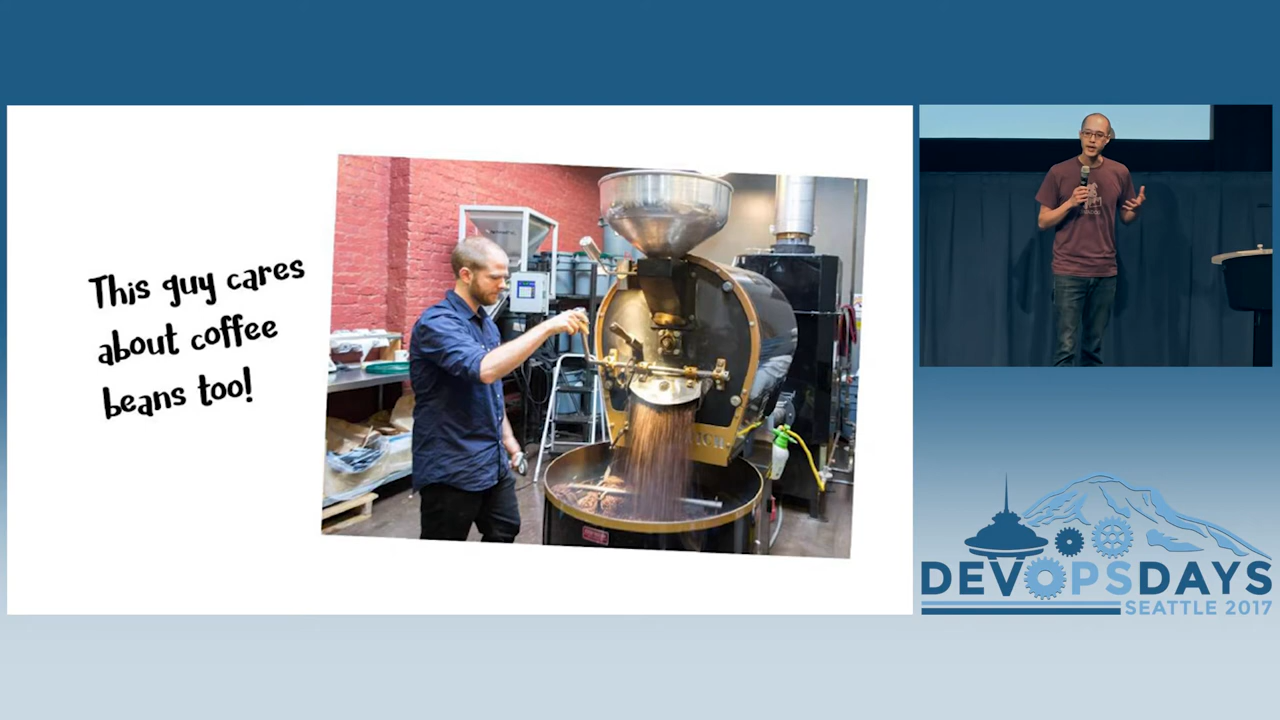 This guy cares
about coffee
beans too!
DEVOPSDAYS
SEATTLE 2017